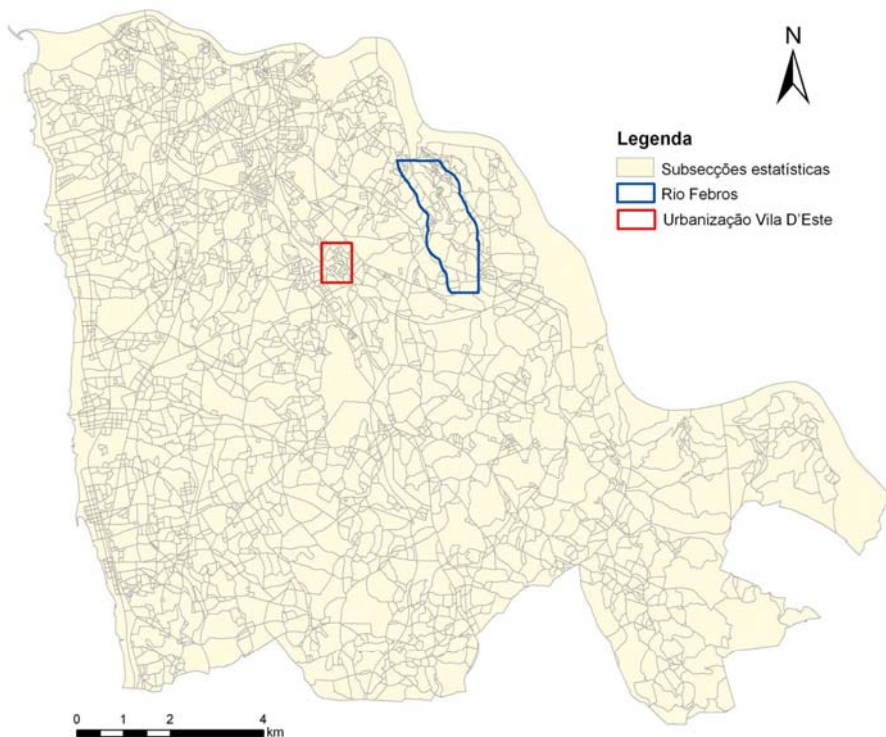 N
Legenda
Subsecções estatísticas
Rio Febros
Urbanização Vila D'Este
0 1 2 4
km